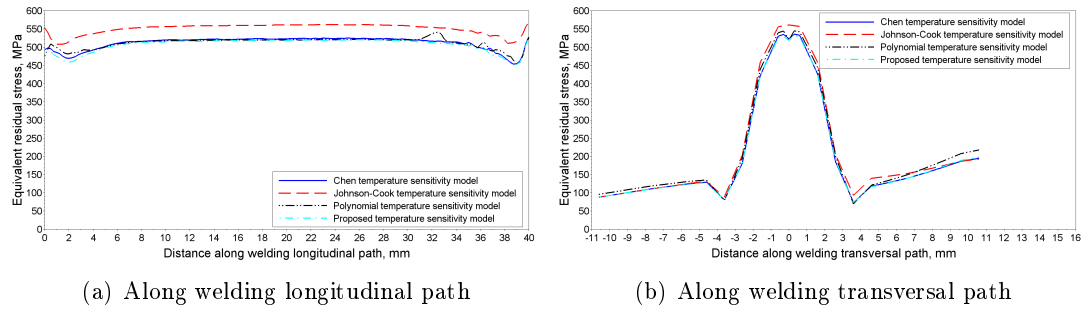 600
550
500
450
400
350
300
250
200
150
100
50
0
Equivalent residual stress, MPa
Chen temperature sensitivity model
Johnson-Cook temperature sensitivity model
Polynomial temperature sensitivity model
Proposed temperature sensitivity model
0 2 4 6 8 10 12 14 16 18 20 22 24 26 28 30 32 34 36 38 40
Distance along welding longitudinal path, mm
(a) Along welding longitudinal path
600
550
500
450
400
350
300
250
200
150
100
50
0
Equivalent residual stress, MPa
Chen temperature sensitivity model
Johnson-Cook temperature sensitivity model
Polynomial temperature sensitivity model
Proposed temperature sensitivity model
-11 -10 -9 -8 -7 -6 -5 -4 -3 -2 -1 0 1 2 3 4 5 6 7 8 9 10 11 12 13 14 15 16
Distance along welding transversal path, mm
(b) Along welding transversal path